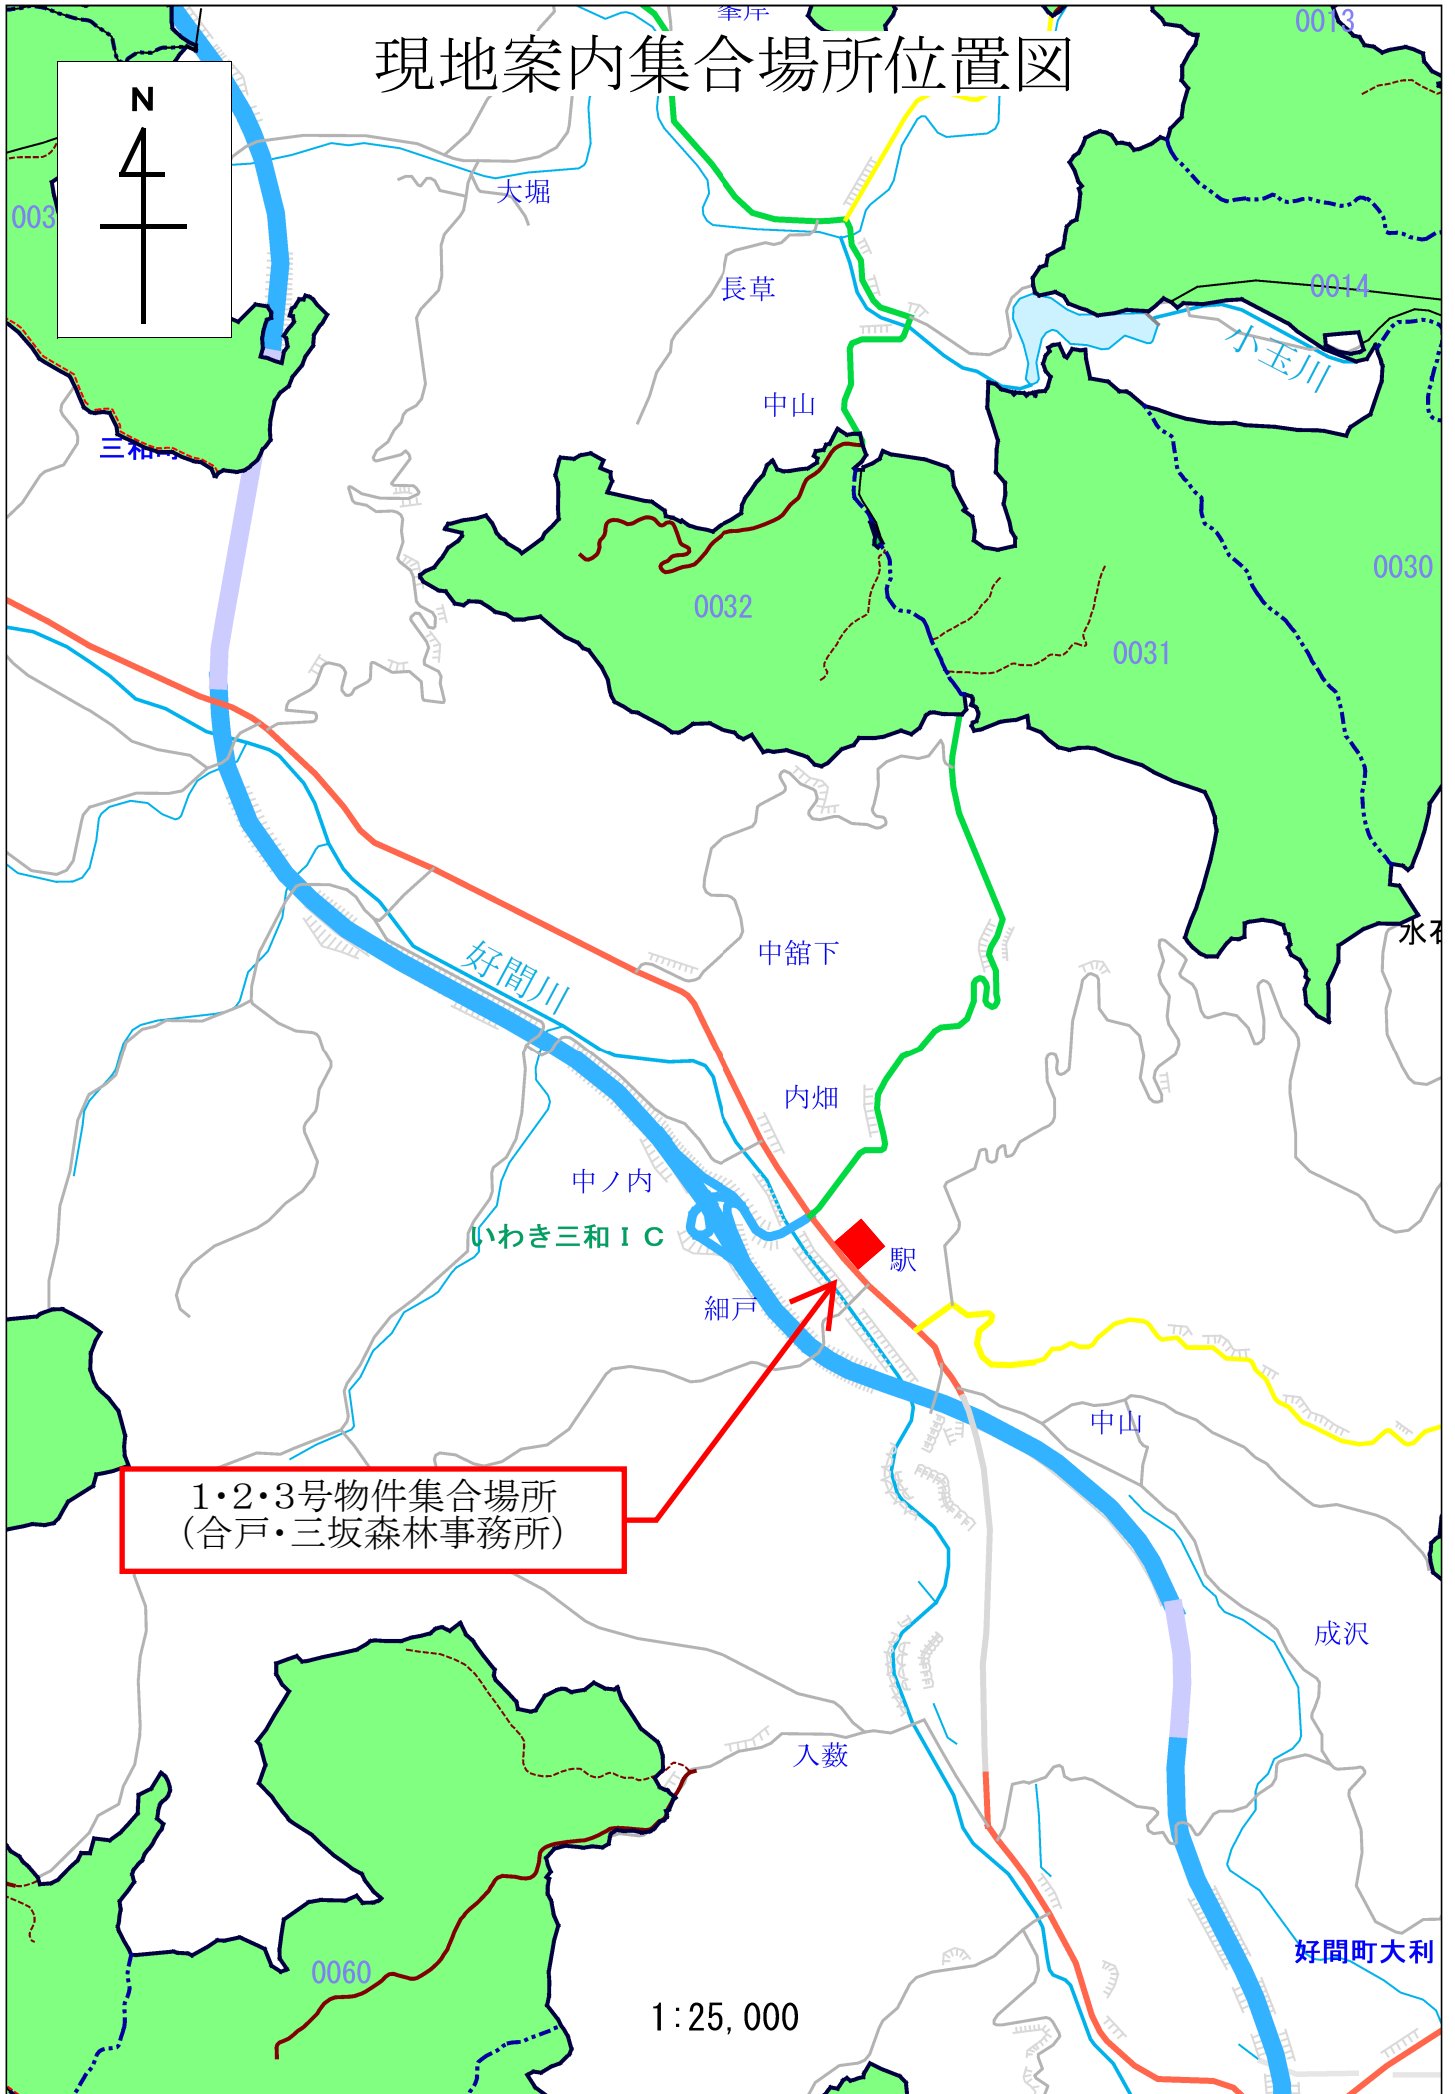 峯岸
0013
現地案内集合場所位置図
N
大堀
003
長草
0014
小玉川
中山
三和町
0030
0032
0031
水石
中舘下
好間川
内畑
中ノ内
いわき三和IC
駅
細戸
中山
1・2・3号物件集合場所
(合戸・三坂森林事務所)
成沢
入薮
好間町大利
0060
1:25,000